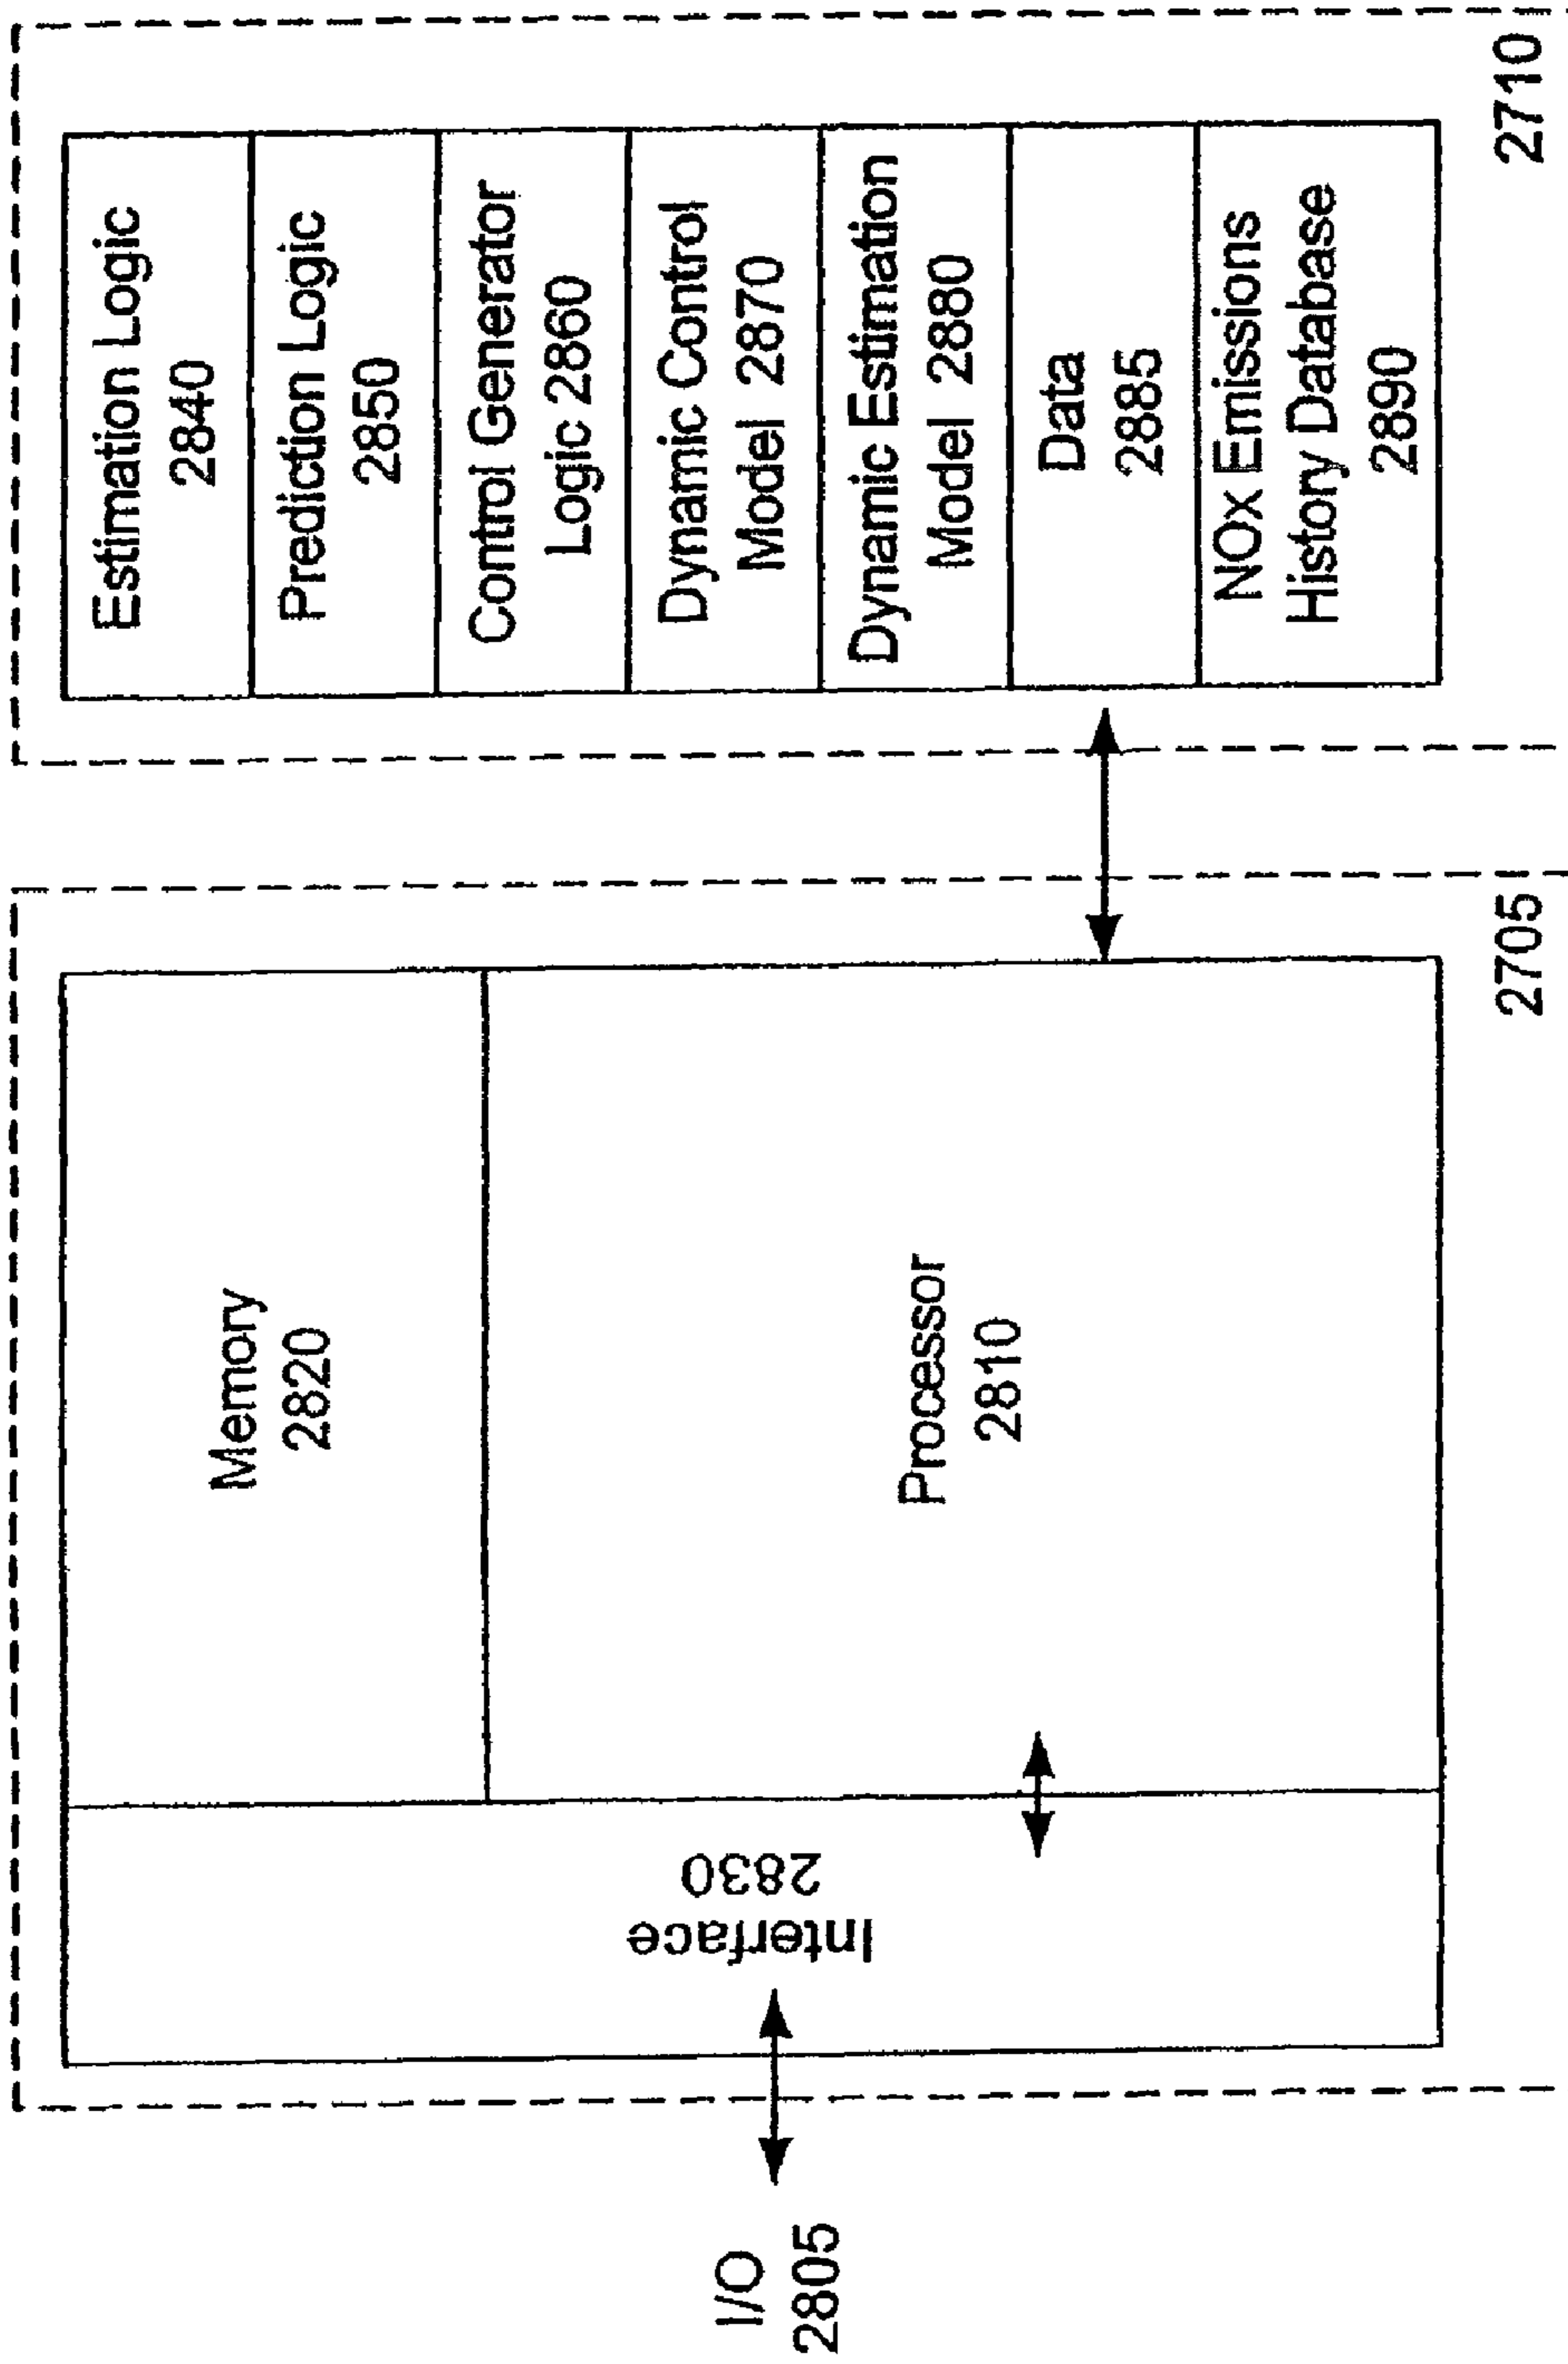 I/O
2805
Interface
2830
Memory
2820
Processor
2810
2705
Estimation Logic
2840
Prediction Logic
2850
Control Generator
Logic 2860
Dynamic Control
Model 2870
Dynamic Estimation
Model 2880
Data
2885
NOx Emissions
History Database
2890
2710